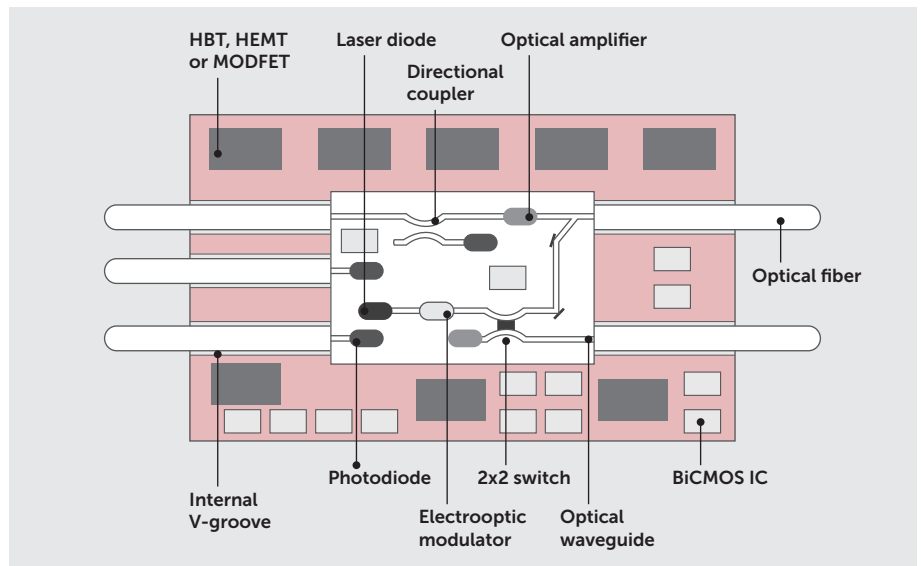 HBT, HEMT
or MODFET
Laser diode
Optical amplifier
Directional
coupler
Optical fiber
Photodiode
2x2 switch
BiCMOS IC
Internal
V-groove
Electrooptic
modulator
Optical
waveguide